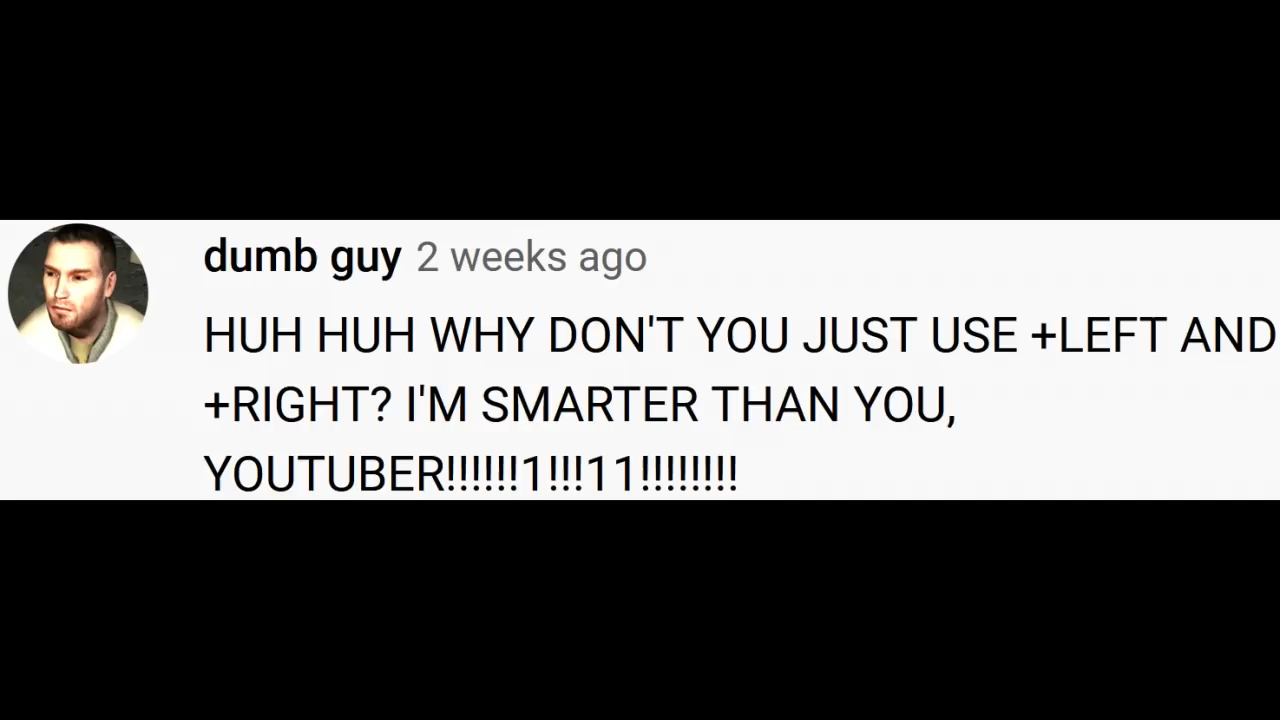 dumb guy 2 weeks ago
HUH HUH WHY DON'T YOU JUST USE +LEFT AND
+RIGHT? I'M SMARTER THAN YOU,
YOUTUBER!!!!!!1!!!11!!!!!!!!